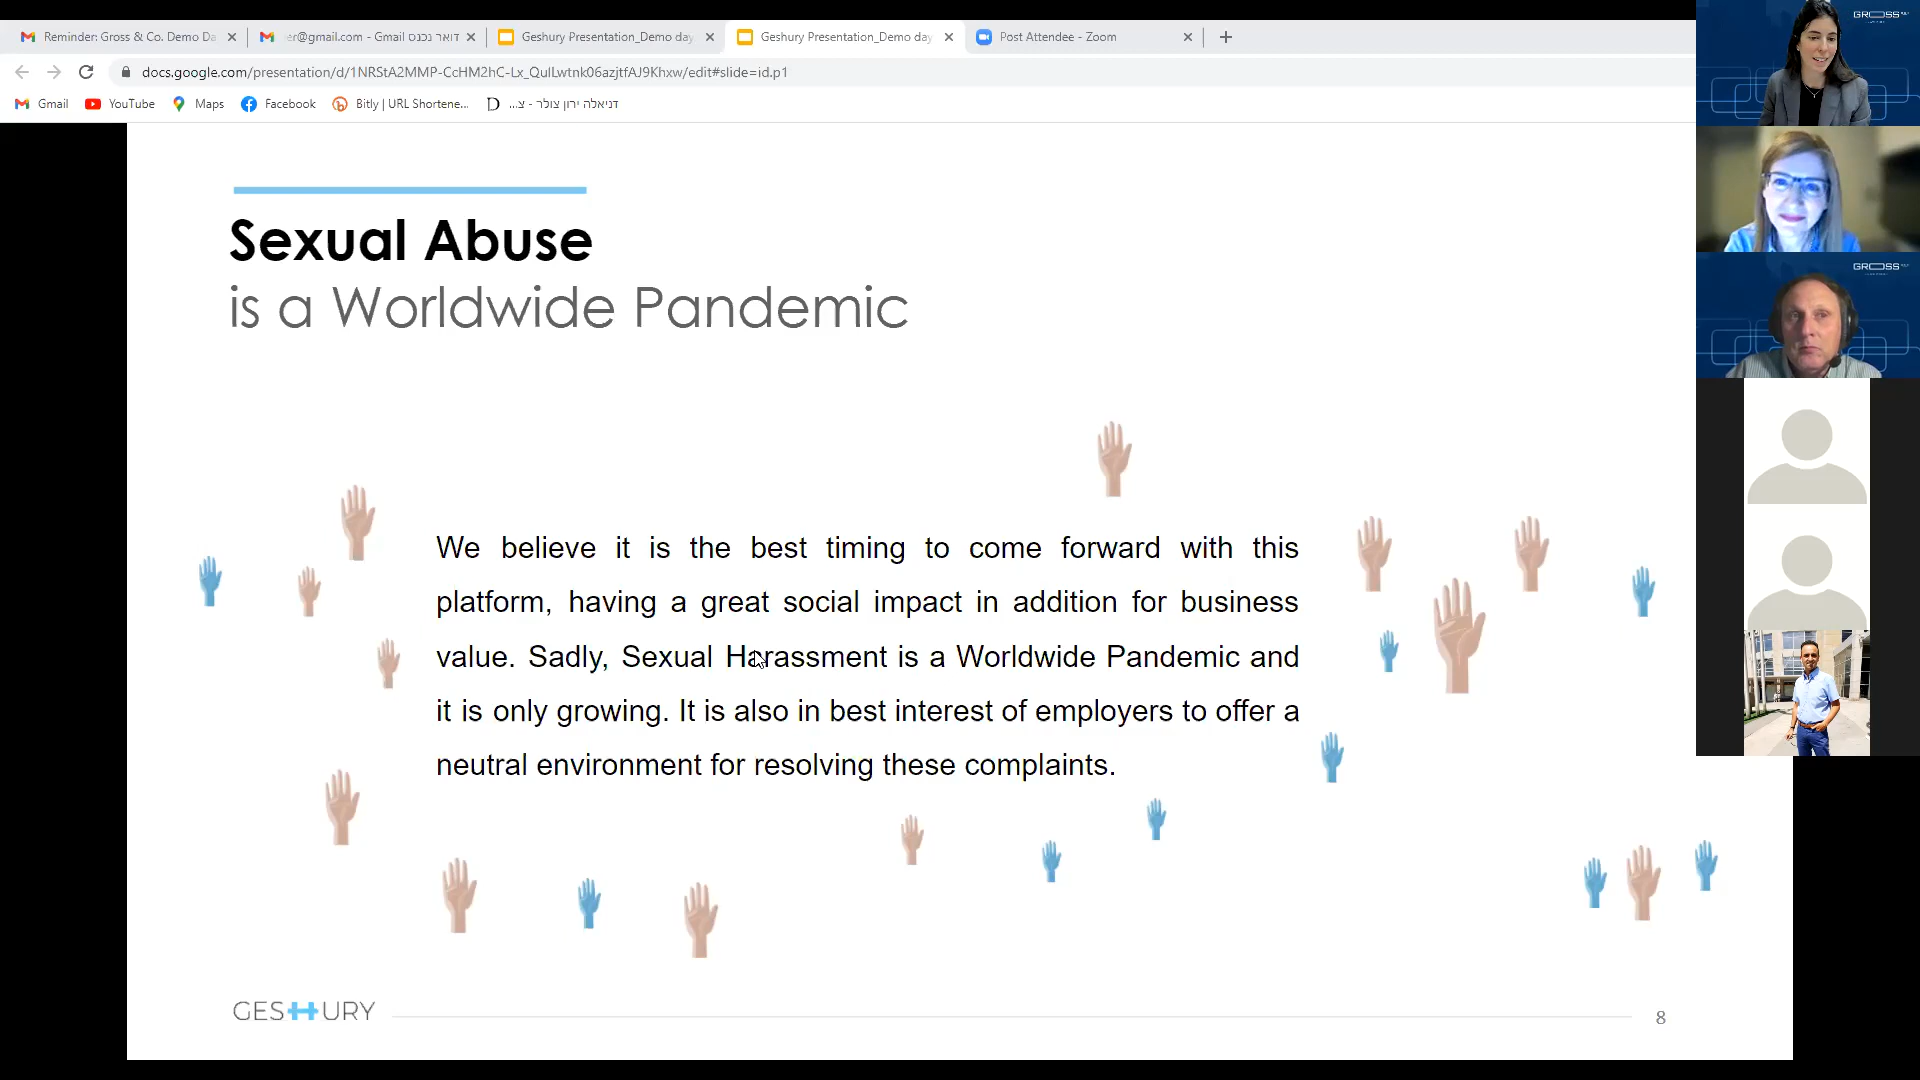 Reminder: Gross & Co. Demo Da
er@gmail.com - Gmail דואר נכנס
Geshury Presentation_Demo day
Geshury Presentation_Demo day
Post Attendee - Zoom
docs.google.com/presentation/d/1NRStA2MMP-CcHM2hC-Lx_QulLwtnk06azjtfAJ9Khxw/edit#slide=id.p1
Gmail
YouTube
Maps
Facebook
Bitly | URL Shortene...
דניאלה ירון צולר - צ...
GROSS
GROSS
Sexual Abuse
is a Worldwide Pandemic
We believe it is the best timing to come forward with this
platform, having a great social impact in addition for business
value. Sadly, Sexual Harassment is a Worldwide Pandemic and
it is only growing. It is also in best interest of employers to offer a
neutral environment for resolving these complaints.
GESHURY
8